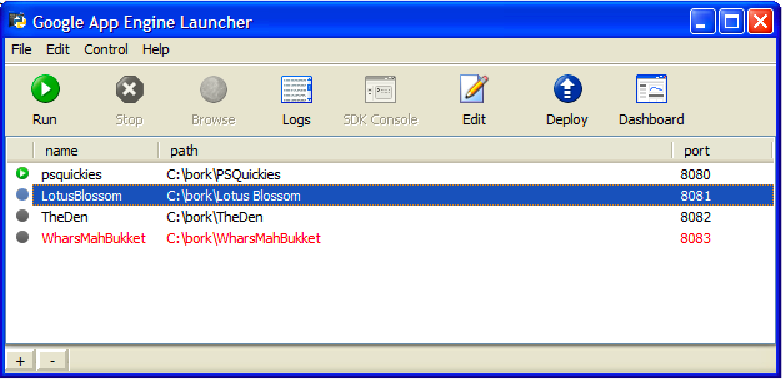 Google App Engine Launcher
File Edit Control Help
Run Stop Browse Logs SDK Console Edit Deploy Dashboard
name path port
psquickies C:\bork\PSQuickies 8080
LotusBlossom C:\bork\Lotus Blossom 8081
TheDen C:\bork\TheDen 8082
WharsMahBukket C:\bork\WharsMahBukket 8083
+ -